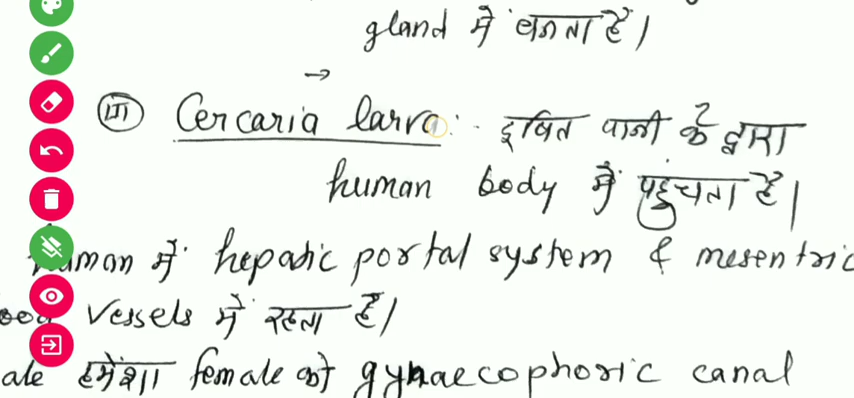 gland में बनता है।
(III) Cercaria larva :- दूषित पानी के द्वारा
human body में पहुंचता है।
Human में hepatic portal system & mesentric
vessels में रहता है।
हमेंशा female को gynaecophoric canal